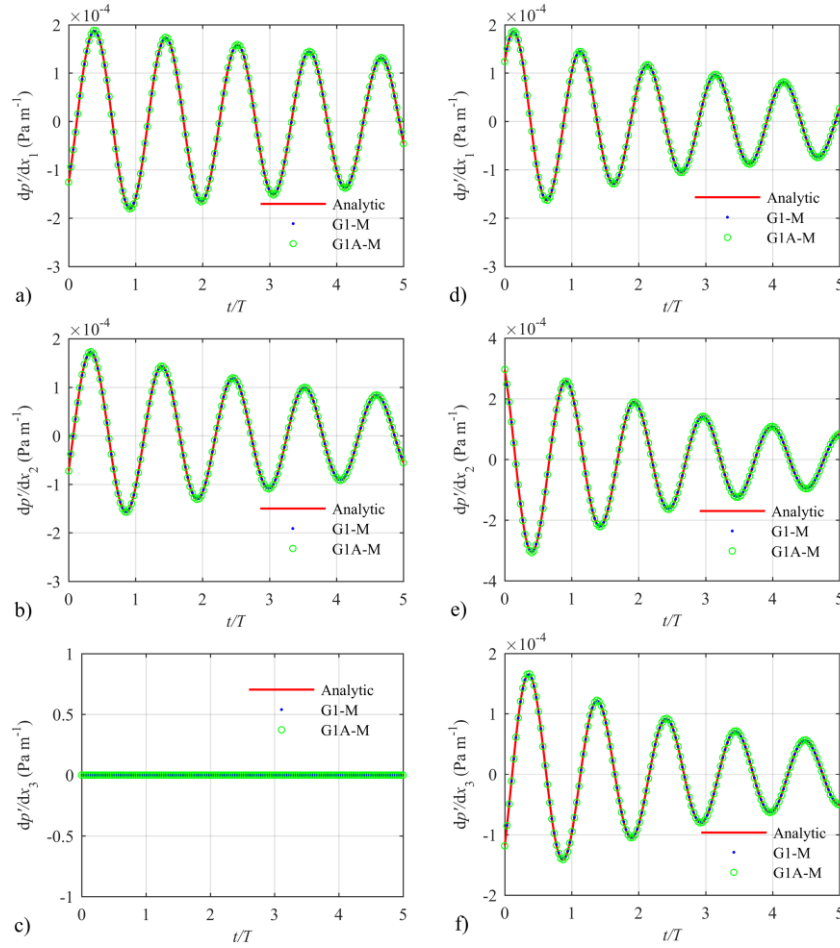 ×10⁻⁴
2
1
0
-1
-2
-3
dp′/dx₁ (Pa m⁻¹)
Analytic
G1-M
G1A-M
0 1 2 3 4 5
a) t/T
×10⁻⁴
2
1
0
-1
-2
-3
dp′/dx₁ (Pa m⁻¹)
Analytic
G1-M
G1A-M
0 1 2 3 4 5
d) t/T
×10⁻⁴
2
1
0
-1
-2
-3
dp′/dx₂ (Pa m⁻¹)
Analytic
G1-M
G1A-M
0 1 2 3 4 5
b) t/T
×10⁻⁴
4
2
0
-2
-4
dp′/dx₂ (Pa m⁻¹)
Analytic
G1-M
G1A-M
0 1 2 3 4 5
e) t/T
1
0.5
0
-0.5
-1
dp′/dx₃ (Pa m⁻¹)
Analytic
G1-M
G1A-M
0 1 2 3 4 5
c) t/T
×10⁻⁴
2
1
0
-1
-2
dp′/dx₃ (Pa m⁻¹)
Analytic
G1-M
G1A-M
0 1 2 3 4 5
f) t/T